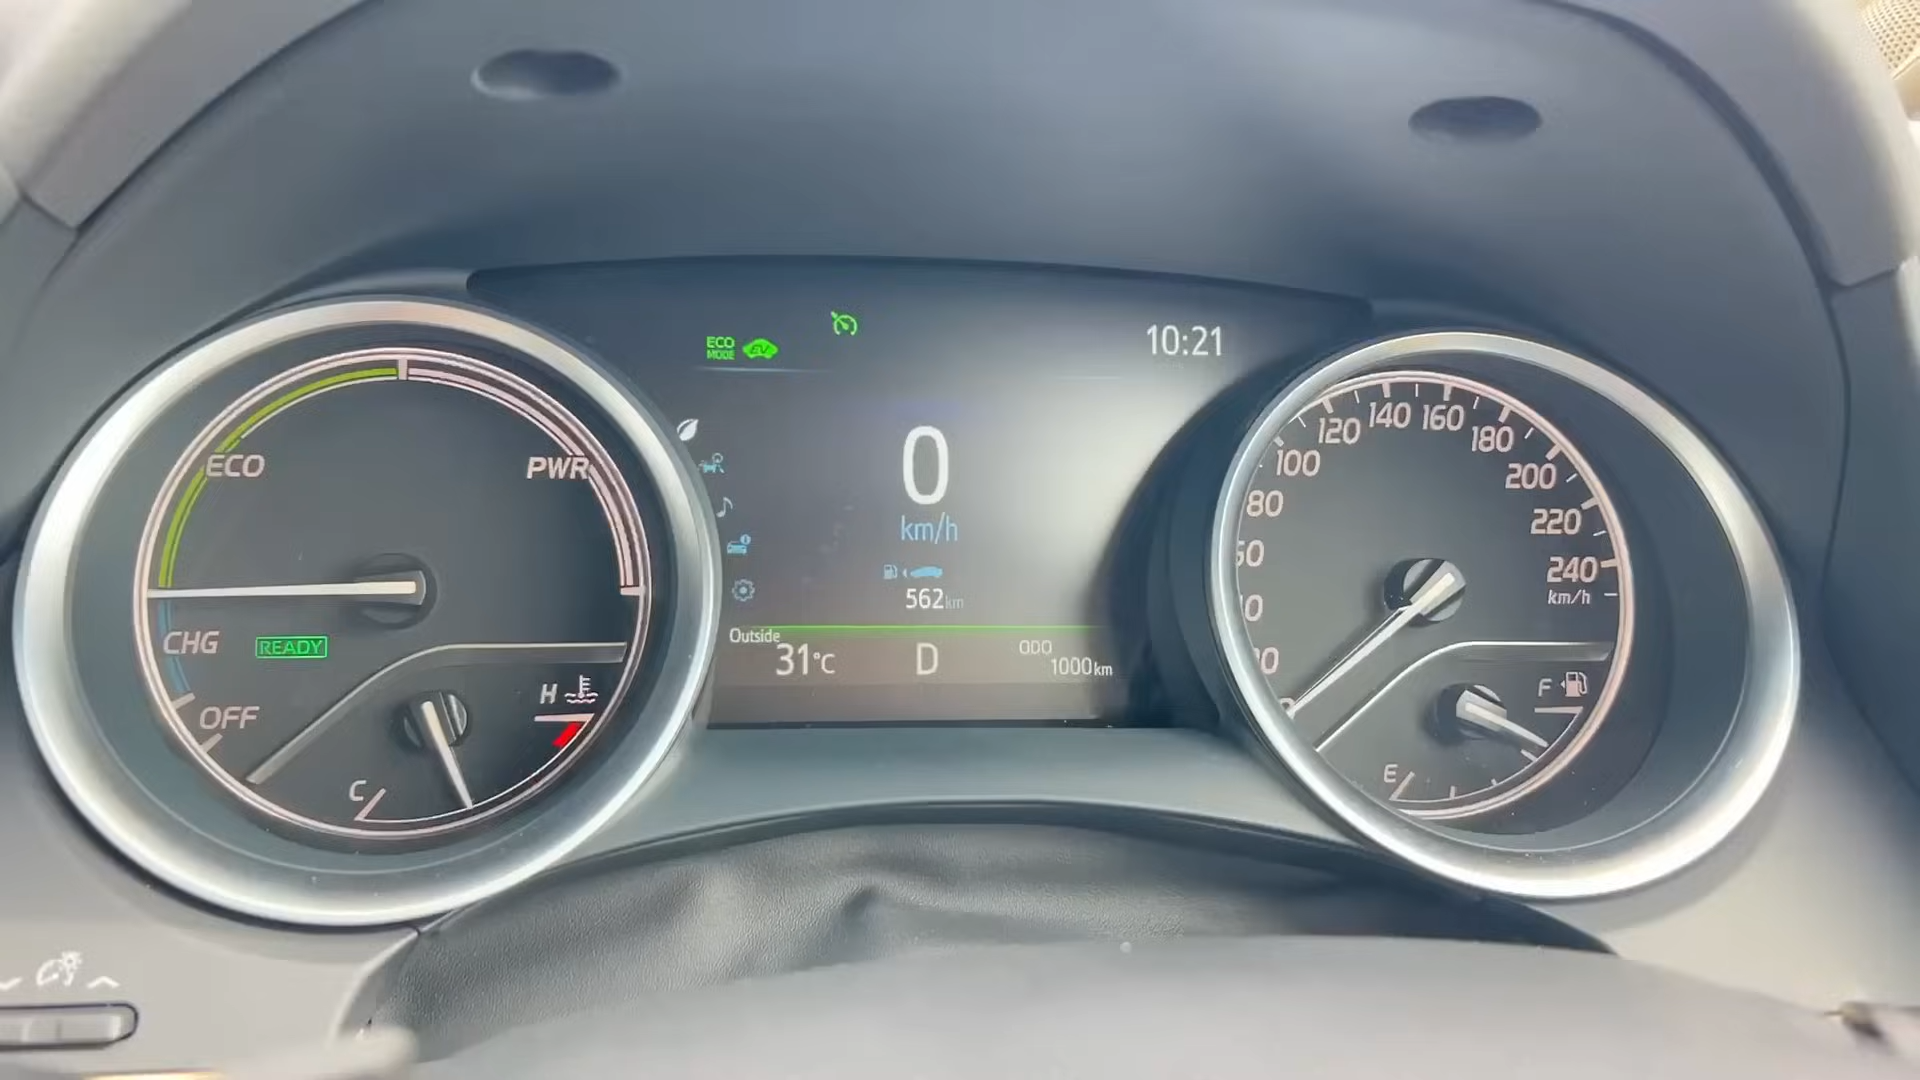 ECO
MODE
EV
10:21
ECO
PWR
CHG
READY
OFF
H
C
0
km/h
562km
Outside
31°C
D
ODO
1000km
80
100
120
140
160
180
200
220
240
km/h
F
E